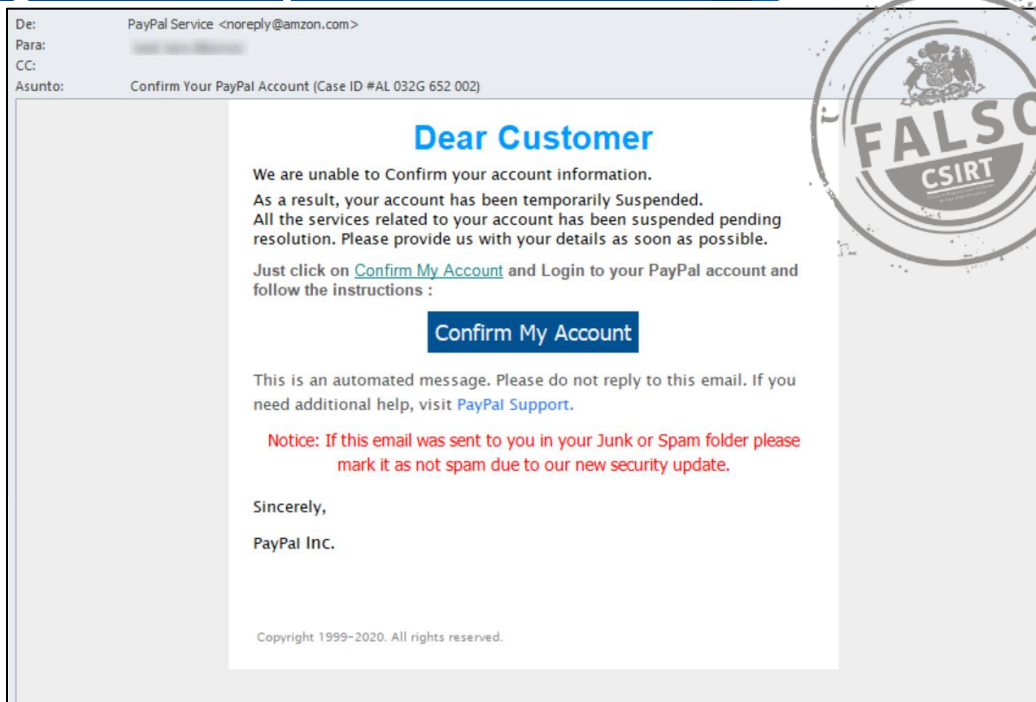 De: PayPal Service <noreply@amzon.com>
Para:
CC:
Asunto: Confirm Your PayPal Account (Case ID #AL 032G 652 002)
FALSO
CSIRT
Dear Customer
We are unable to Confirm your account information.
As a result, your account has been temporarily Suspended.
All the services related to your account has been suspended pending
resolution. Please provide us with your details as soon as possible.
Just click on Confirm My Account and Login to your PayPal account and
follow the instructions :
Confirm My Account
This is an automated message. Please do not reply to this email. If you
need additional help, visit PayPal Support.
Notice: If this email was sent to you in your Junk or Spam folder please
mark it as not spam due to our new security update.
Sincerely,
PayPal Inc.
Copyright 1999-2020. All rights reserved.